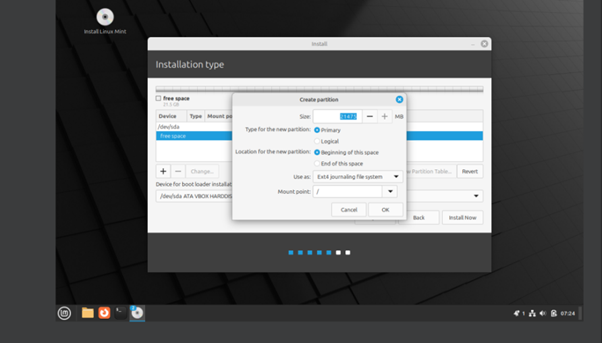 Install Linux Mint
Install
Installation type
free space
21.5 GB
Device Type Mount po
/dev/sda
free space
Create partition
Size: 21475 MB
Type for the new partition: Primary
Logical
Location for the new partition: Beginning of this space
End of this space
Use as: Ext4 journaling file system
Mount point: /
Cancel OK
+ − Change... w Partition Table... Revert
Device for boot loader installat
/dev/sda ATA VBOX HARDDIS
Back Install Now
1 07:24